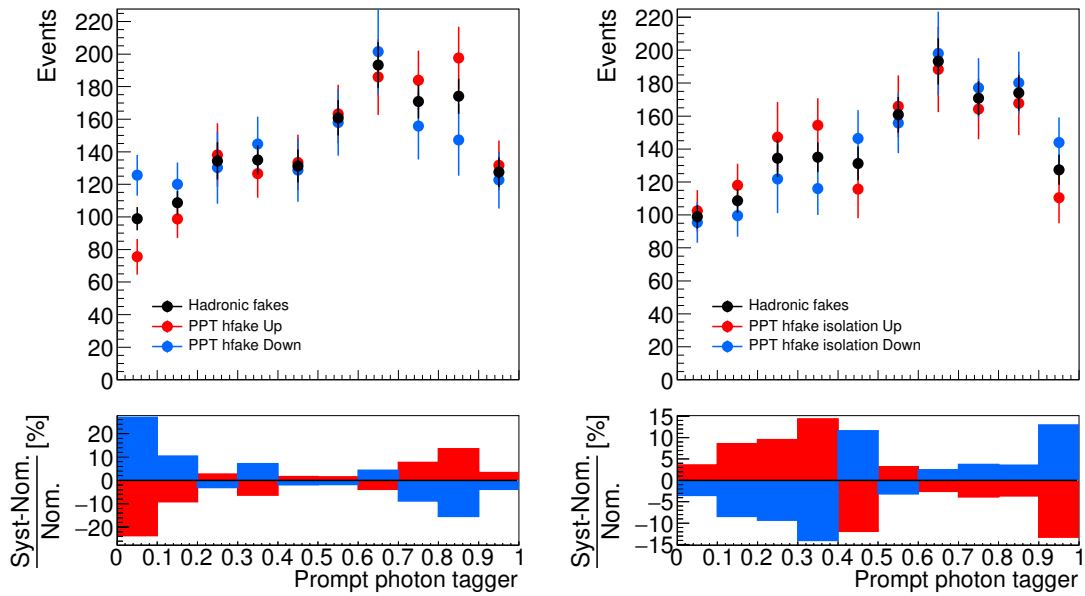 Events
220
200
180
160
140
120
100
80
60
40
20
0
Hadronic fakes
PPT hfake Up
PPT hfake Down
Syst-Nom.
Nom.
[%]
20
10
0
−10
−20
0 0.1 0.2 0.3 0.4 0.5 0.6 0.7 0.8 0.9 1
Prompt photon tagger
Events
220
200
180
160
140
120
100
80
60
40
20
0
Hadronic fakes
PPT hfake isolation Up
PPT hfake isolation Down
Syst-Nom.
Nom.
[%]
15
10
5
0
−5
−10
−15
0 0.1 0.2 0.3 0.4 0.5 0.6 0.7 0.8 0.9 1
Prompt photon tagger